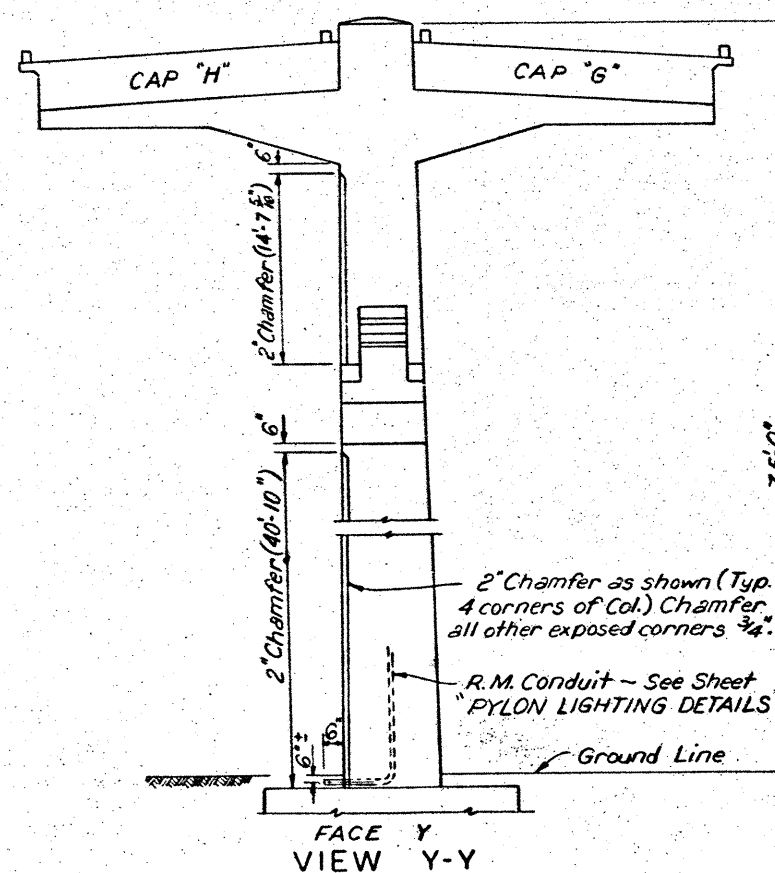 CAP "H"
CAP "G"
6"
2" Chamfer (14'-7 5/16")
6"
2" Chamfer (40'-10")
75'-0"
2" Chamfer as shown (Typ.
4 corners of Col.) Chamfer
all other exposed corners 3/4".
R.M. Conduit ~ See Sheet
"PYLON LIGHTING DETAILS
6"
6"±
Ground Line
FACE Y
VIEW Y-Y